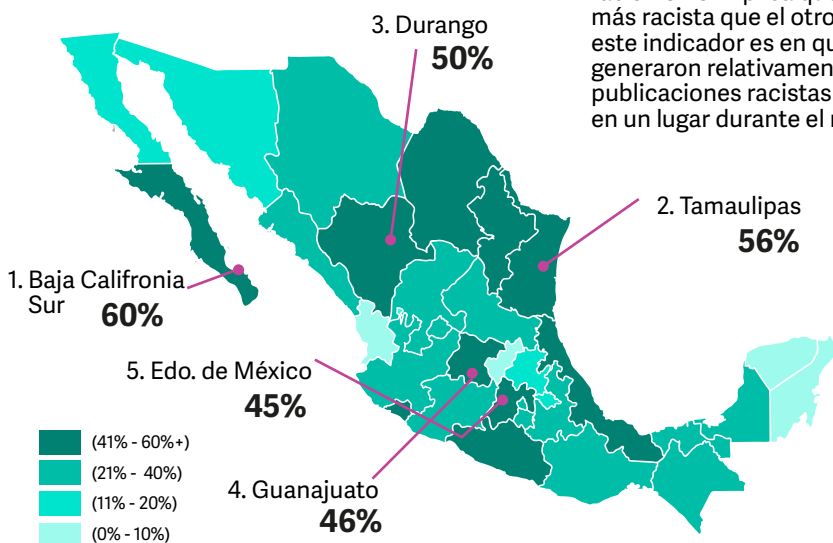 más racista que el otro
este indicador es en qu
generaron relativamen
publicaciones racistas
en un lugar durante el
3. Durango
50%
2. Tamaulipas
56%
1. Baja Califronia
Sur
60%
5. Edo. de México
45%
4. Guanajuato
46%
(41% - 60%+)
(21% - 40%)
(11% - 20%)
(0% - 10%)